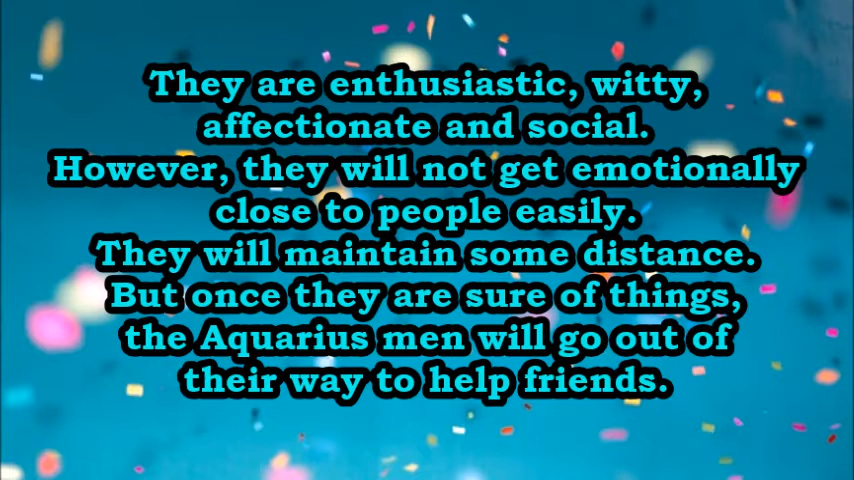 They are enthusiastic, witty,
affectionate and social.
However, they will not get emotionally
close to people easily.
They will maintain some distance.
But once they are sure of things,
the Aquarius men will go out of
their way to help friends.